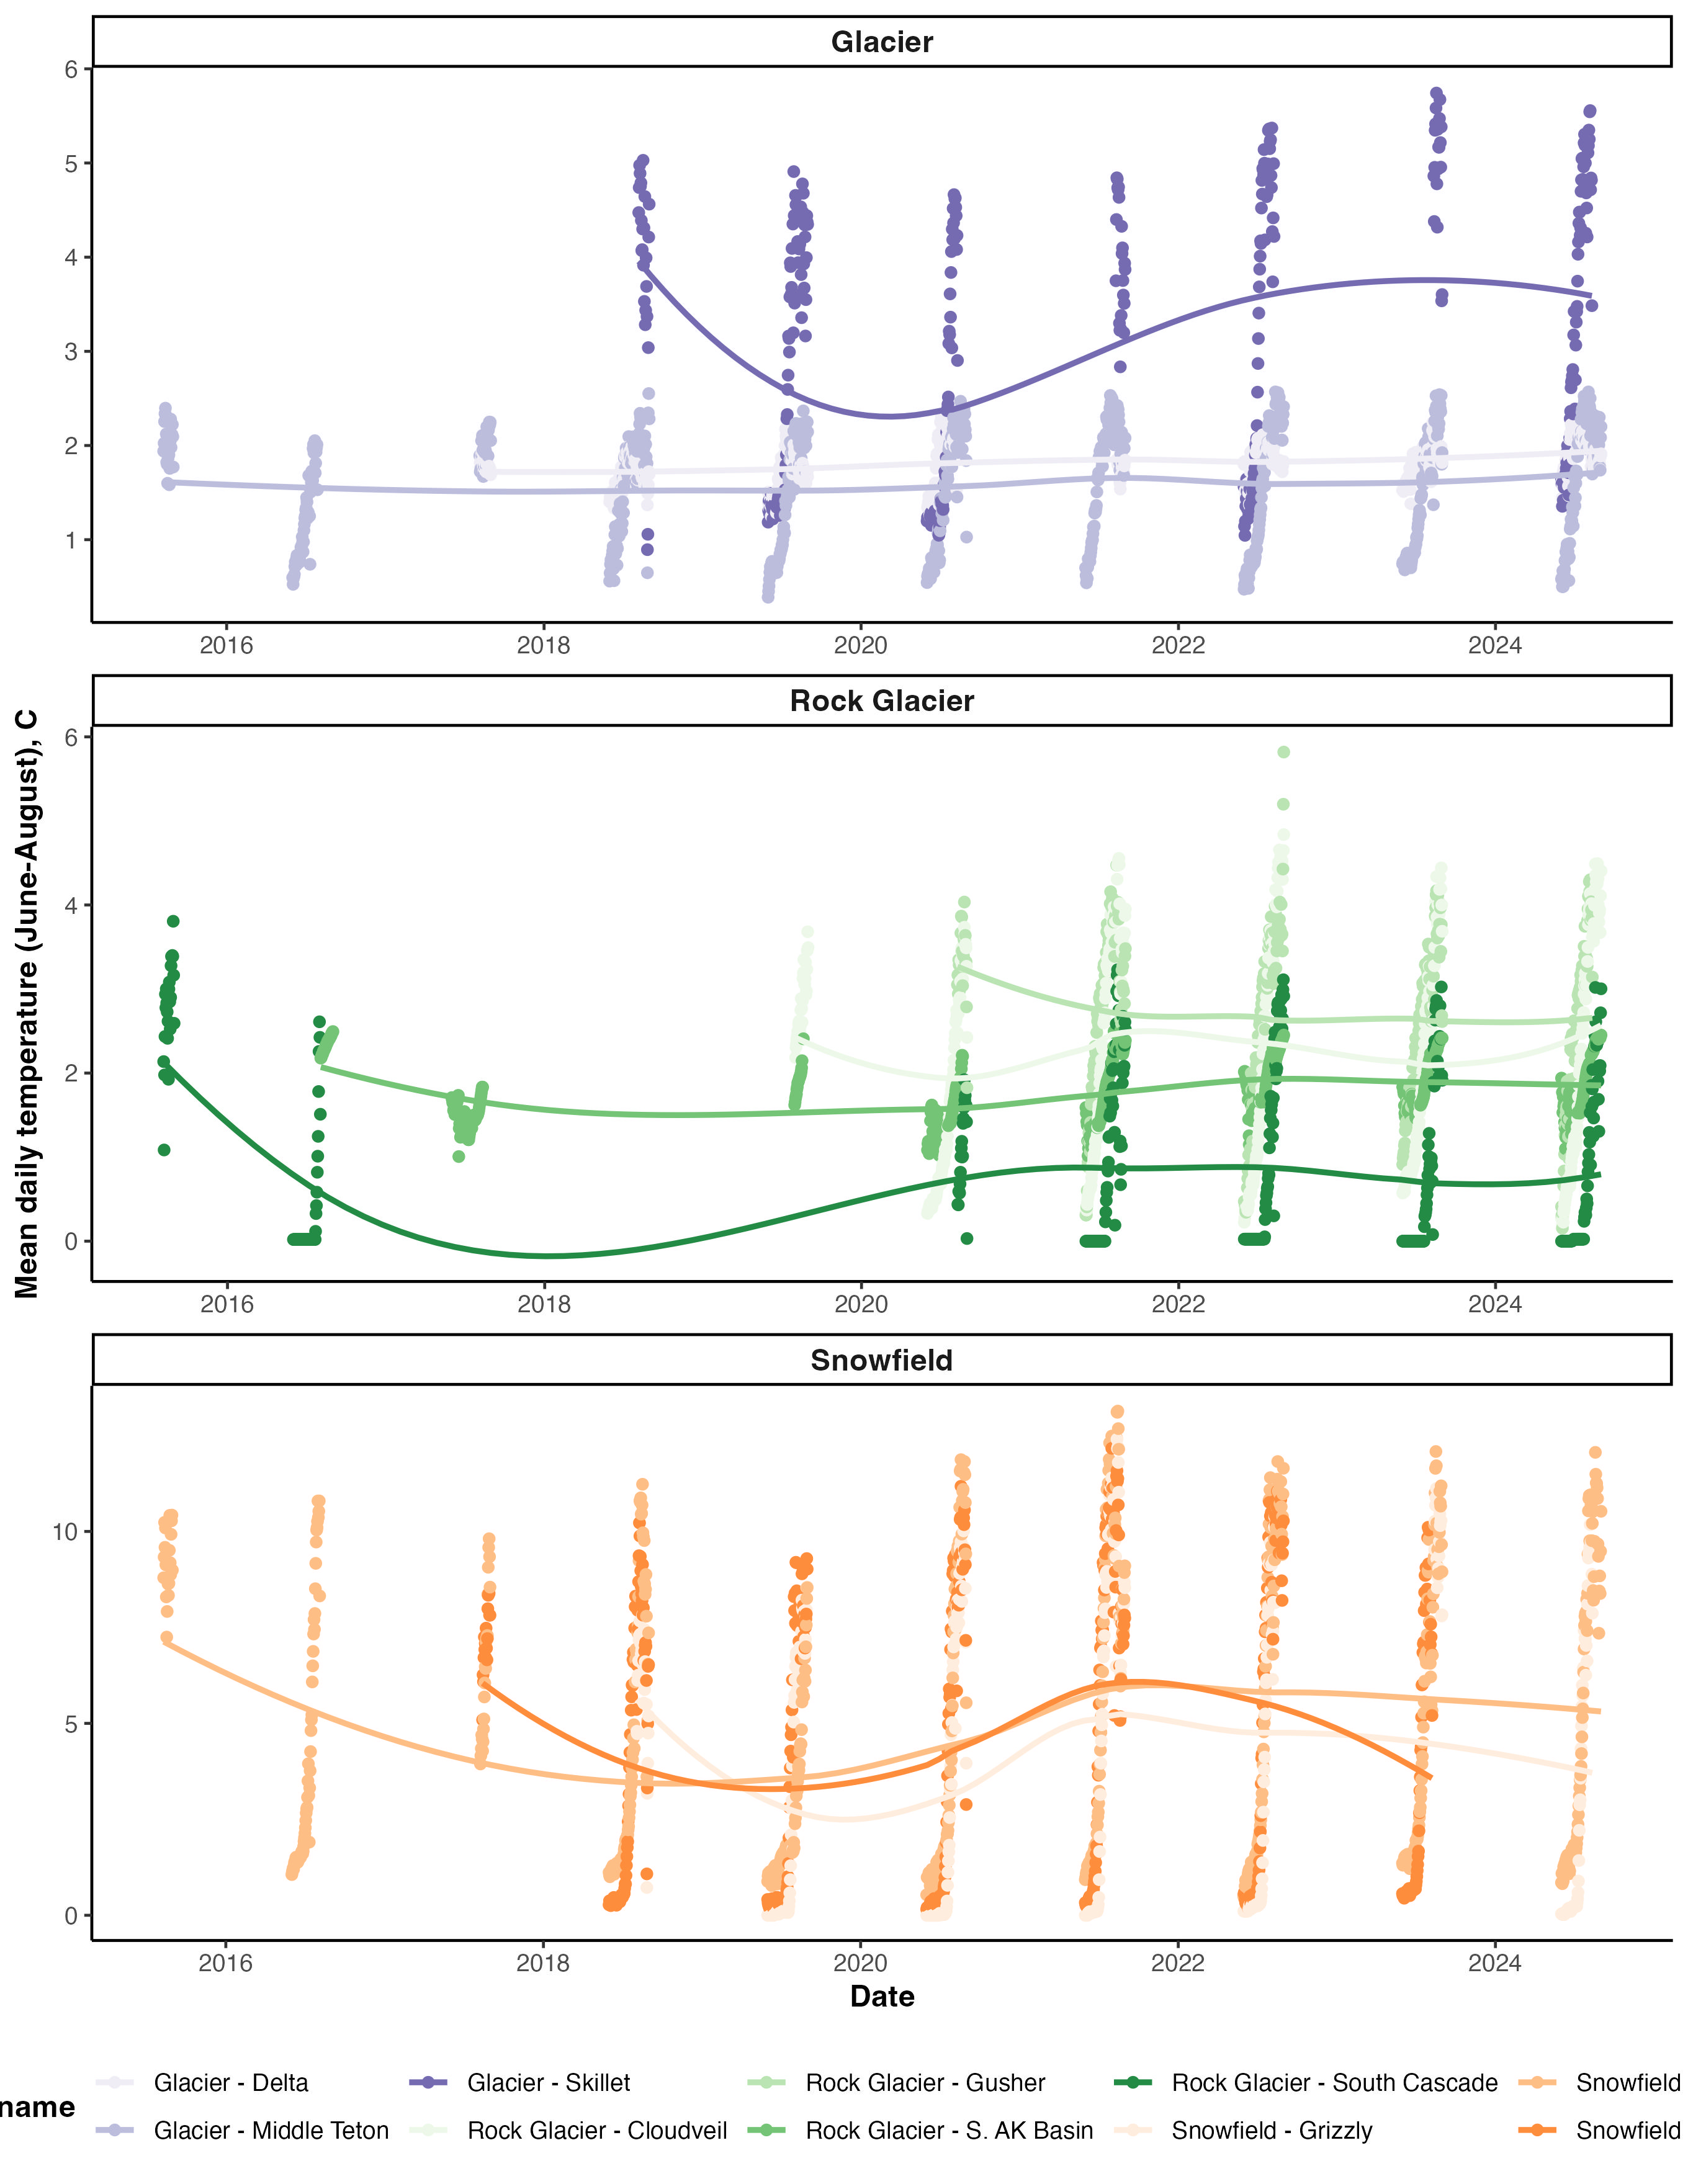 Glacier
6
5
4
3
2
1
2016 2018 2020 2022 2024
Rock Glacier
Mean daily temperature (June-August), C
6
4
2
0
2016 2018 2020 2022 2024
Snowfield
10
5
0
2016 2018 2020 2022 2024
Date
name
Glacier - Delta Glacier - Skillet Rock Glacier - Gusher Rock Glacier - South Cascade Snowfield
Glacier - Middle Teton Rock Glacier - Cloudveil Rock Glacier - S. AK Basin Snowfield - Grizzly Snowfield